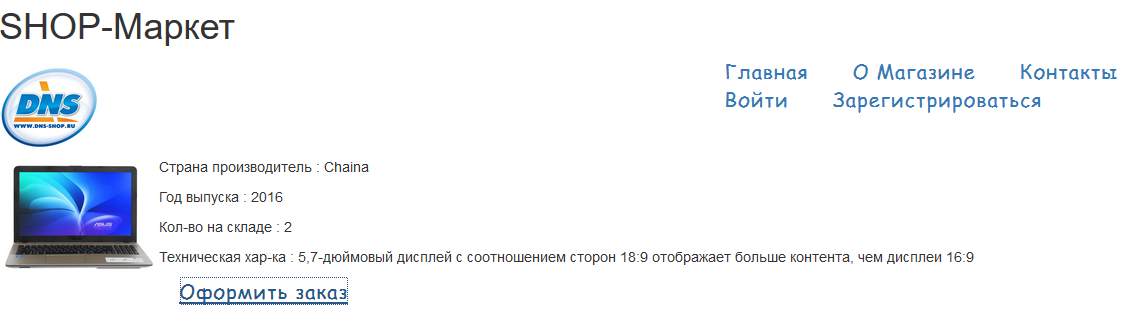 SHOP-Маркет
DNS
WWW.DNS-SHOP.RU
Главная О Магазине Контакты
Войти Зарегистрироваться
ASUS
Страна производитель : Chaina
Год выпуска : 2016
Кол-во на складе : 2
Техническая хар-ка : 5,7-дюймовый дисплей с соотношением сторон 18:9 отображает больше контента, чем дисплеи 16:9
Оформить заказ